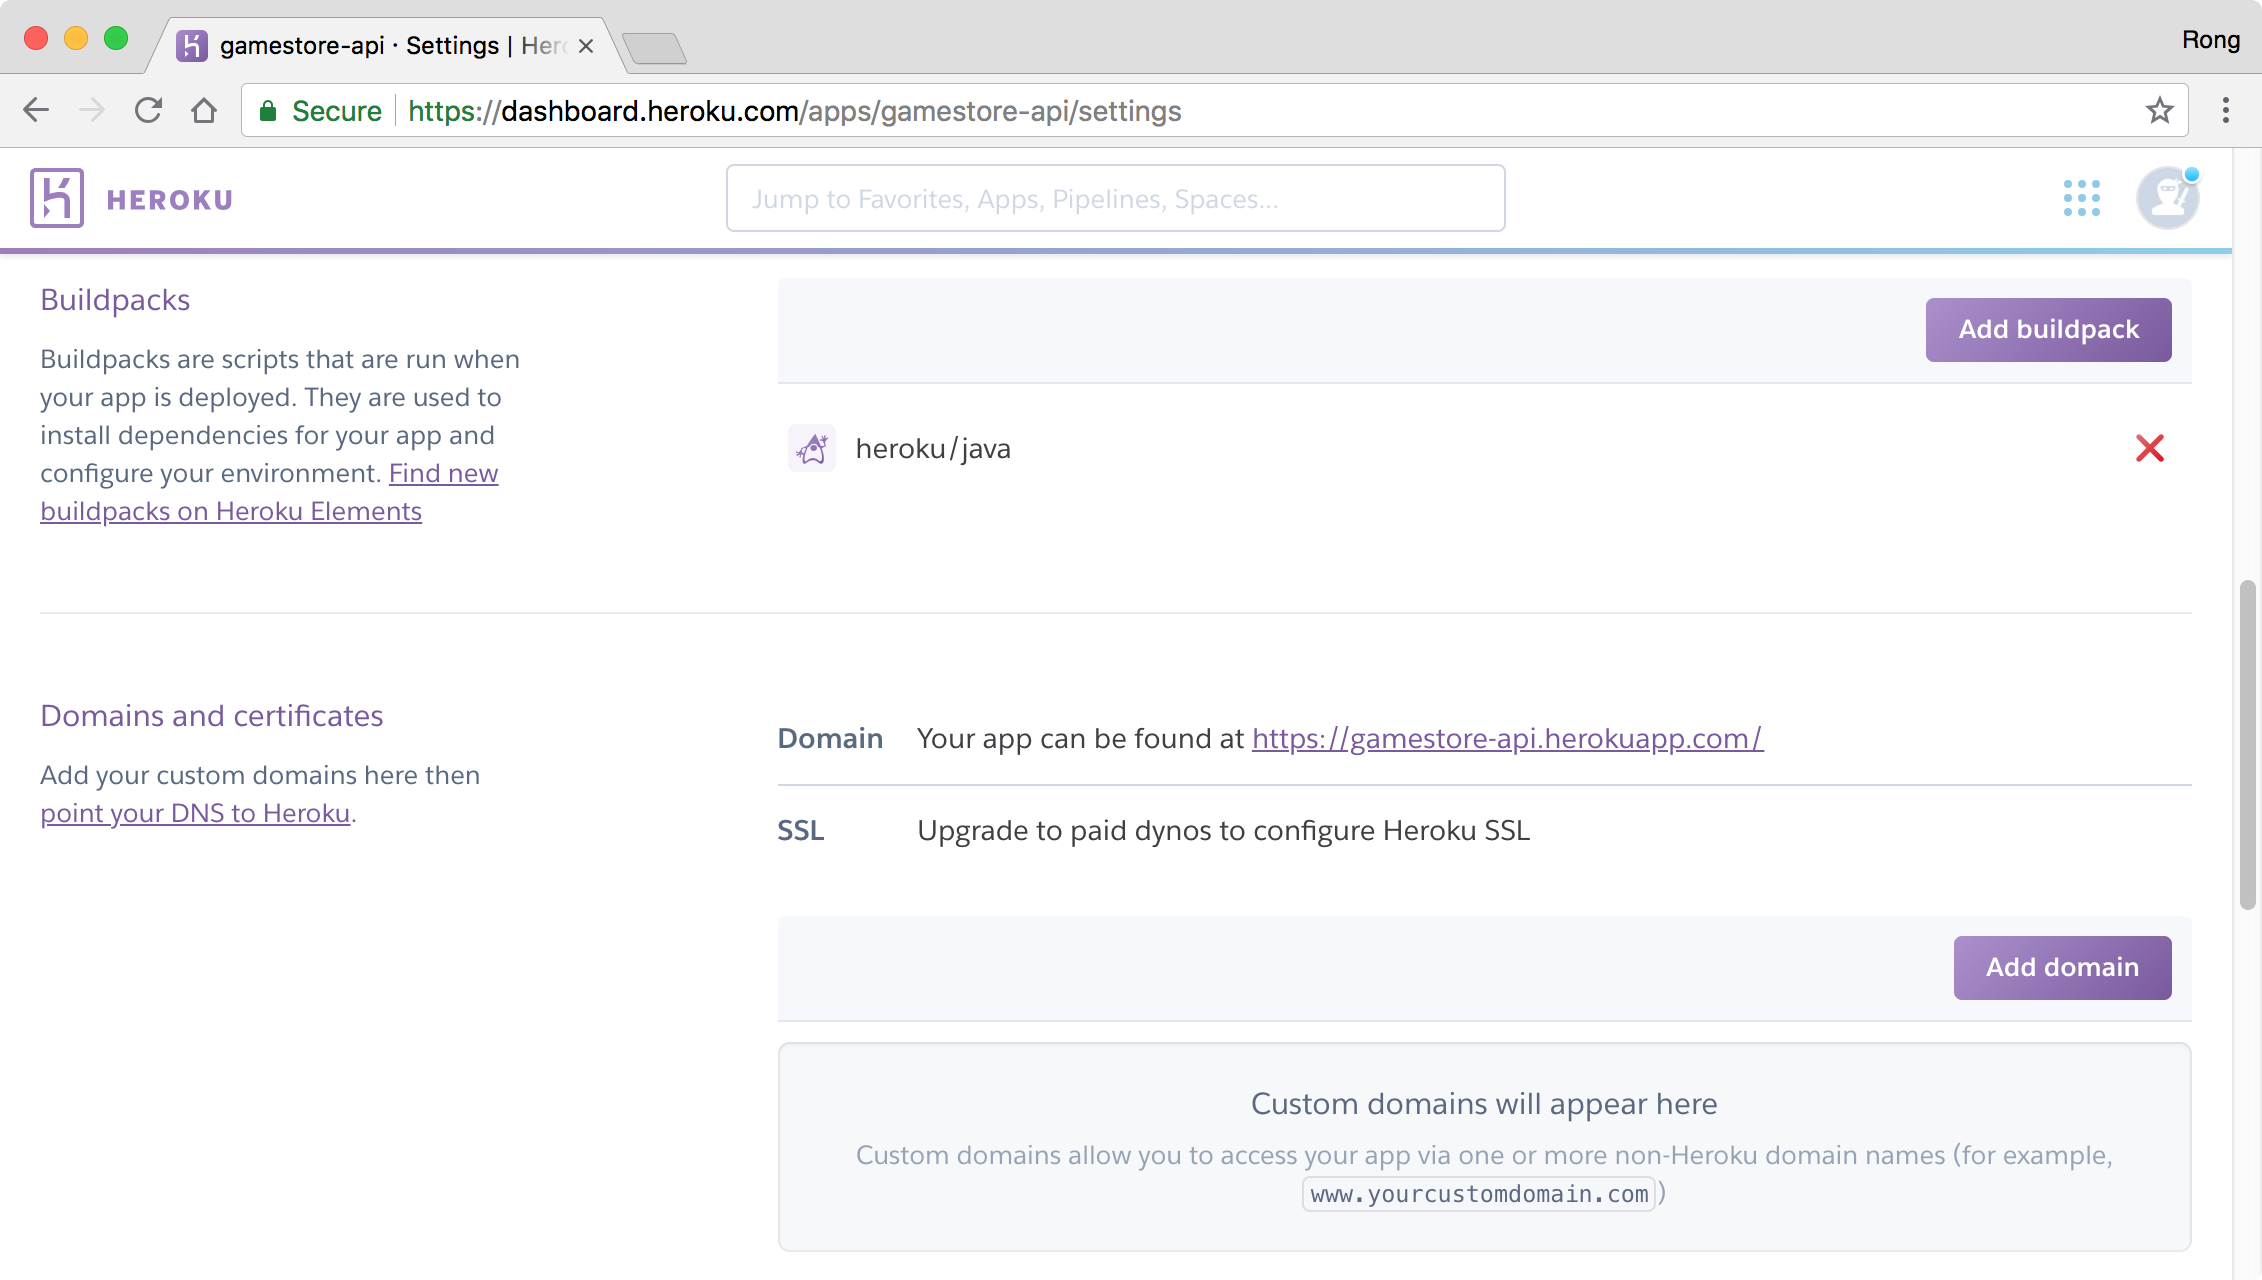 gamestore-api · Settings | Hero
Rong
Secure
https://dashboard.heroku.com/apps/gamestore-api/settings
HEROKU
Jump to Favorites, Apps, Pipelines, Spaces...
Buildpacks
Buildpacks are scripts that are run when
your app is deployed. They are used to
install dependencies for your app and
configure your environment. Find new
buildpacks on Heroku Elements
Add buildpack
heroku/java
Domains and certificates
Add your custom domains here then
point your DNS to Heroku.
Domain Your app can be found at https://gamestore-api.herokuapp.com/
SSL Upgrade to paid dynos to configure Heroku SSL
Add domain
Custom domains will appear here
Custom domains allow you to access your app via one or more non-Heroku domain names (for example,
www.yourcustomdomain.com)